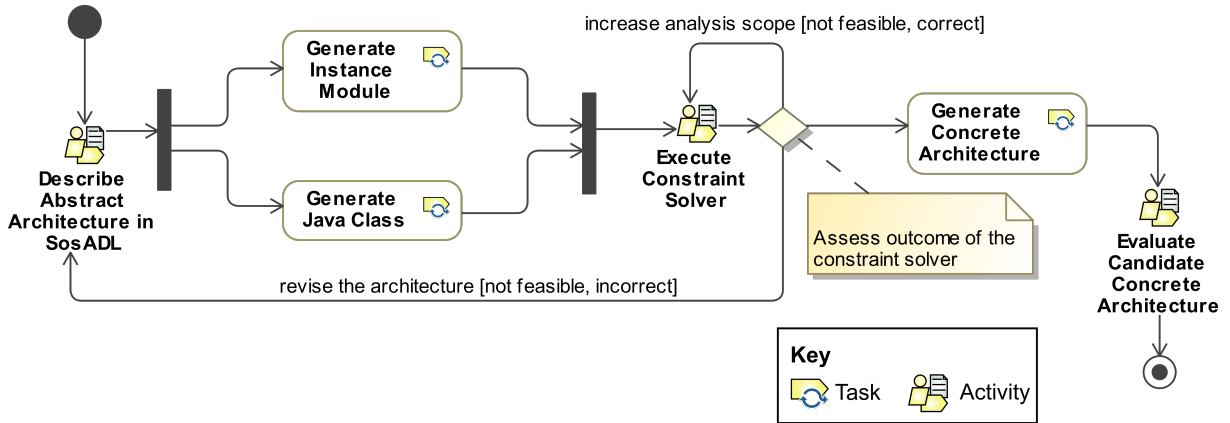 increase analysis scope [not feasible, correct]
Generate
Instance
Module
Generate
Java Class
Describe
Abstract
Architecture in
SosADL
Execute
Constraint
Solver
Generate
Concrete
Architecture
Assess outcome of the
constraint solver
Evaluate
Candidate
Concrete
Architecture
revise the architecture [not feasible, incorrect]
Key
Task
Activity